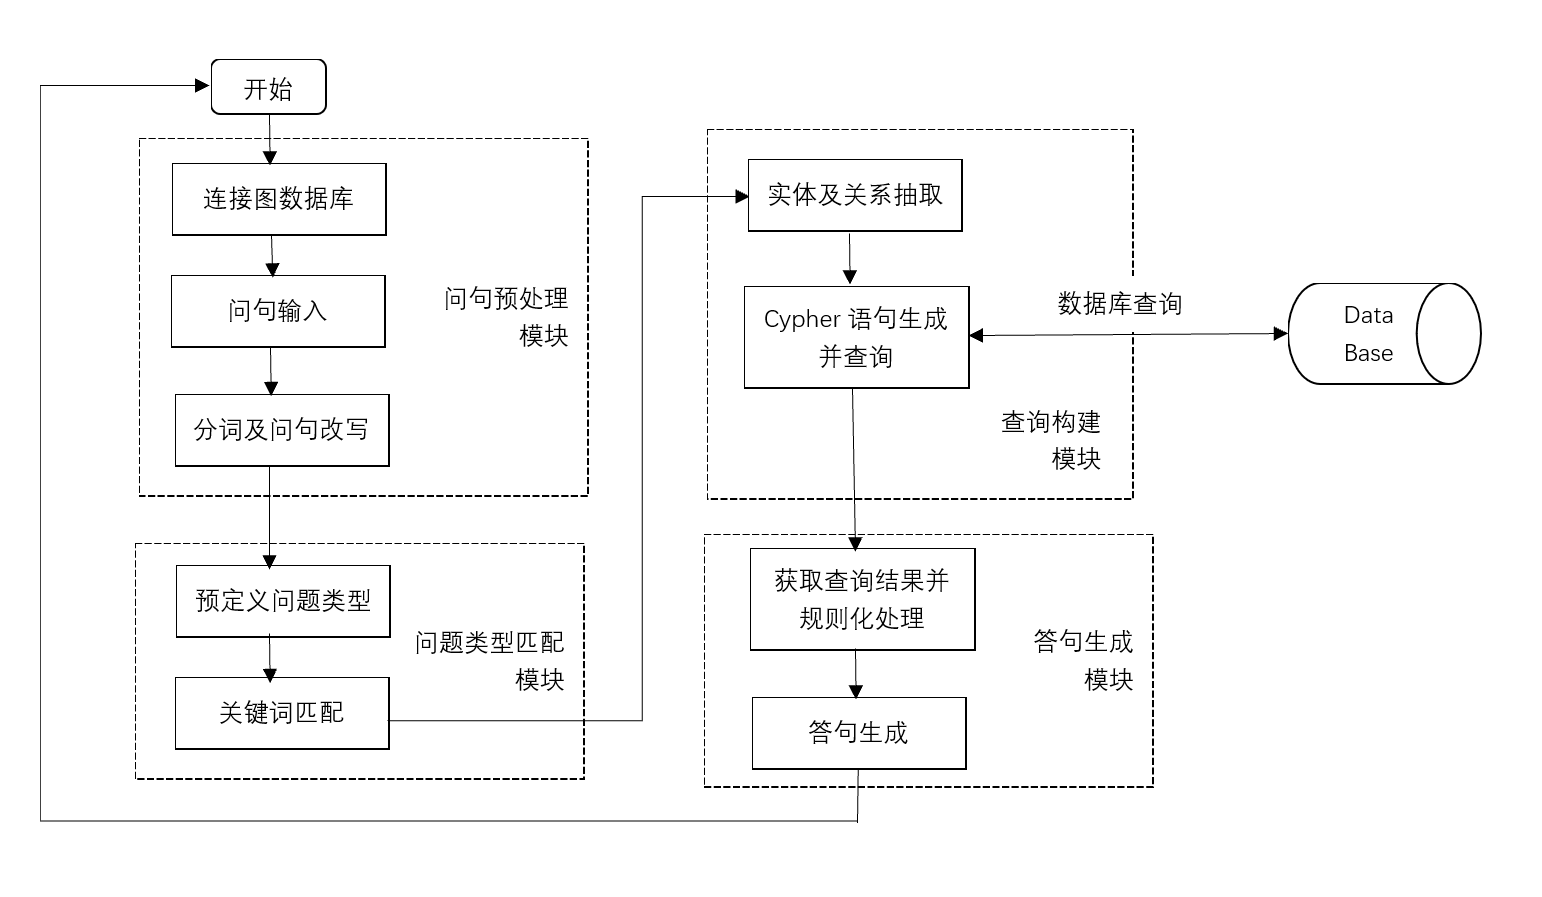 开始
连接图数据库
问句输入
分词及问句改写
问句预处理
模块
预定义问题类型
关键词匹配
问题类型匹配
模块
实体及关系抽取
Cypher 语句生成
并查询
数据库查询
Data
Base
查询构建
模块
获取查询结果并
规则化处理
答句生成
答句生成
模块